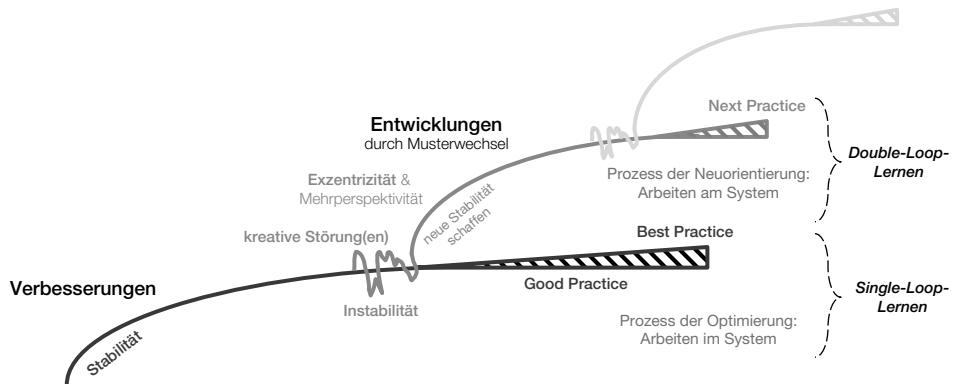 Next Practice
Entwicklungen
durch Musterwechsel
Double-Loop-
Lernen
Exzentrizität &
Mehrperspektivität
Prozess der Neuorientierung:
Arbeiten am System
neue Stabilität
schaffen
kreative Störung(en)
Best Practice
Verbesserungen
Good Practice
Single-Loop-
Lernen
Instabilität
Prozess der Optimierung:
Arbeiten im System
Stabilität